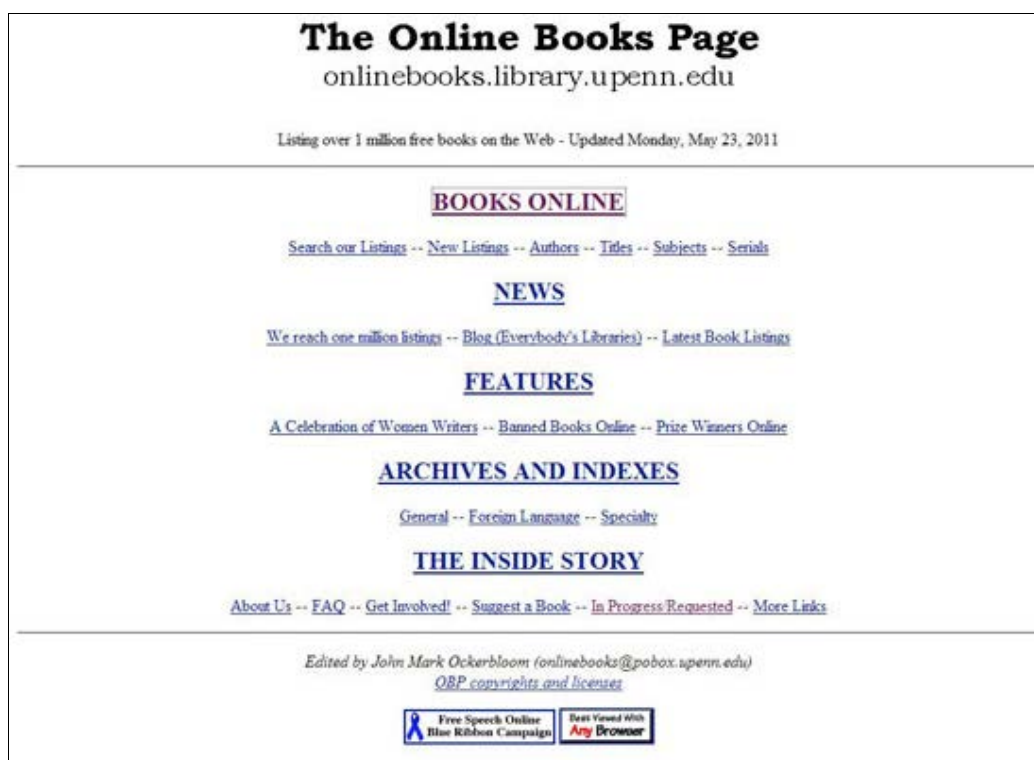 The Online Books Page
onlinebooks.library.upenn.edu
Listing over 1 million free books on the Web - Updated Monday, May 23, 2011
BOOKS ONLINE
Search our Listings -- New Listings -- Authors -- Titles -- Subjects -- Serials
NEWS
We reach one million listings -- Blog (Everybody's Libraries) -- Latest Book Listings
FEATURES
A Celebration of Women Writers -- Banned Books Online -- Prize Winners Online
ARCHIVES AND INDEXES
General -- Foreign Language -- Specialty
THE INSIDE STORY
About Us -- FAQ -- Get Involved! -- Suggest a Book -- In Progress/Requested -- More Links
Edited by John Mark Ockerbloom (onlinebooks@pobox.upenn.edu)
OBP copyrights and licenses
Free Speech Online
Blue Ribbon Campaign
Best Viewed With
Any Browser